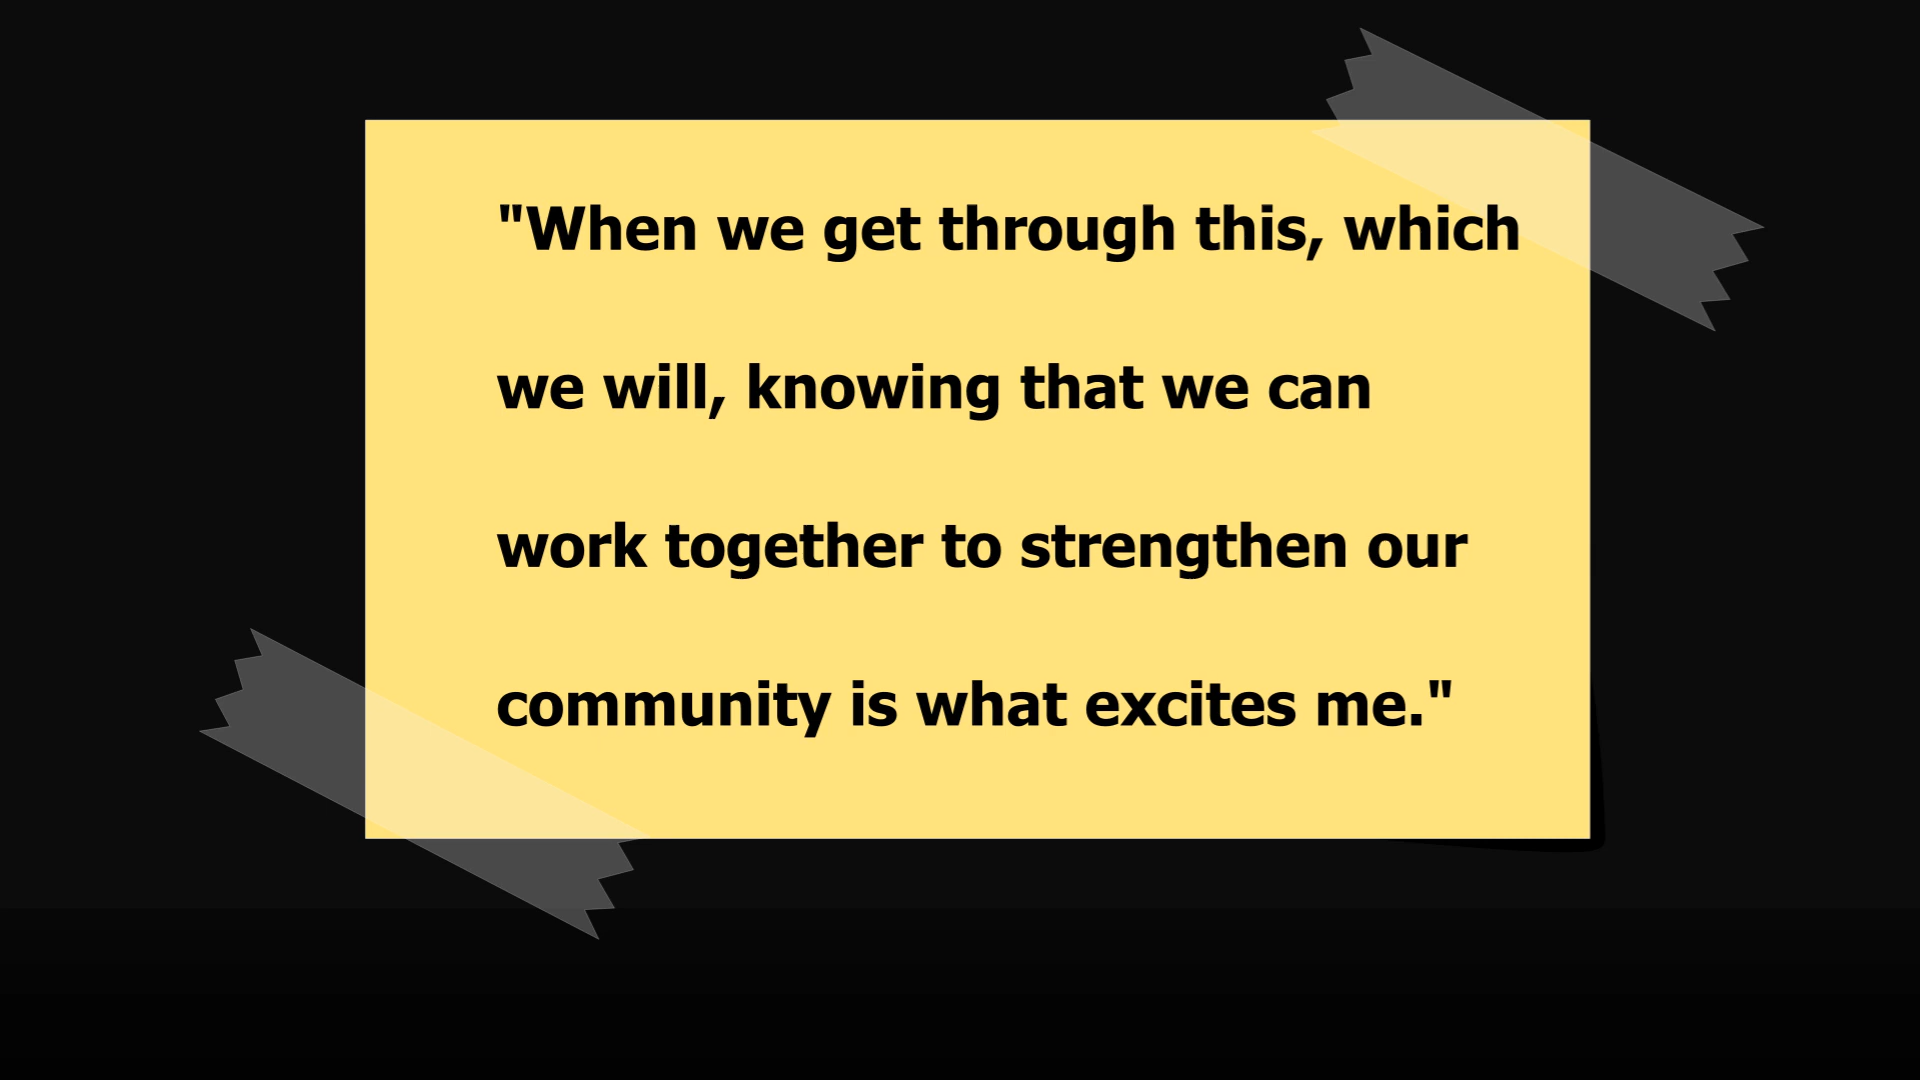 "When we get through this, which
we will, knowing that we can
work together to strengthen our
community is what excites me."